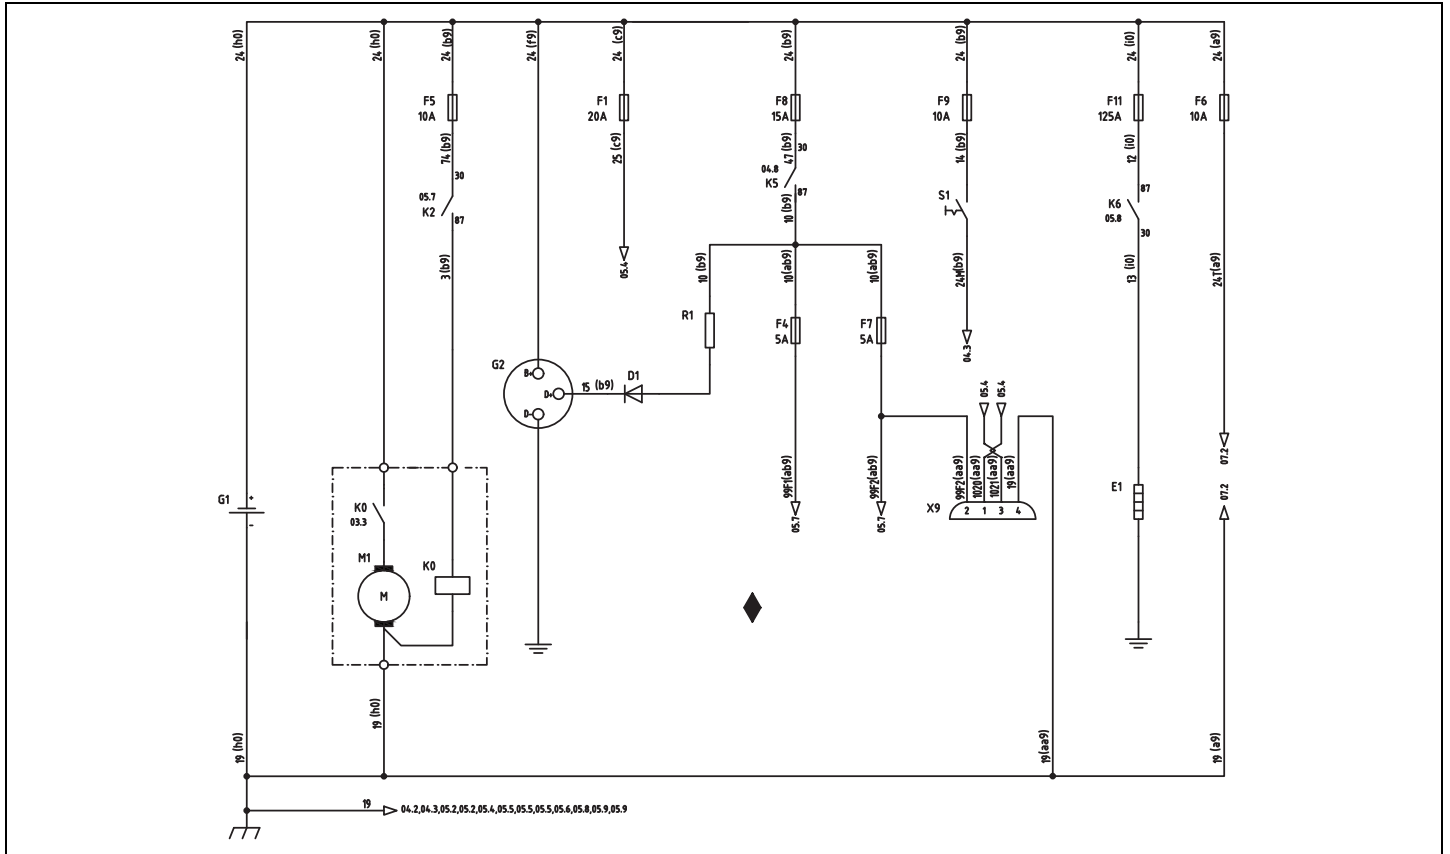 24 (h0)
24 (h0)
24 (b9)
24 (f9)
24 (c9)
24 (b9)
24 (b9)
24 (i0)
24 (a9)
F5
10A
F1
20A
F8
15A
F9
10A
F11
125A
F6
10A
74 (b9)
25 (c9)
47 (b9)
14 (b9)
12 (i0)
30
30
04.8
K5
87
05.7
K2
87
10 (b9)
S1
87
K6
05.8
30
3(b9)
05.4
10 (b9)
10(ab9)
10(ab9)
24M(b9)
13 (i0)
24T(a9)
R1
F4
5A
F7
5A
04.3
G2
B+
D+
D-
15 (b9)
D1
05.4
05.4
99F1(ab9)
99F2(ab9)
99F2(aa9)
1020(aa9)
1021(aa9)
19(aa9)
07.2
07.2
E1
G1
+
-
K0
03.3
05.7
05.7
X9
2 1 3 4
M1
M
K0
19 (h0)
19 (h0)
19(aa9)
19 (a9)
19
04.2,04.3,05.2,05.2,05.4,05.5,05.5,05.5,05.6,05.8,05.9,05.9